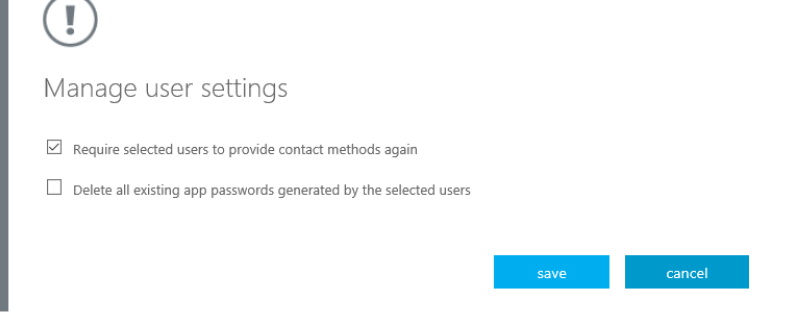 Manage user settings
Require selected users to provide contact methods again
Delete all existing app passwords generated by the selected users
save
cancel